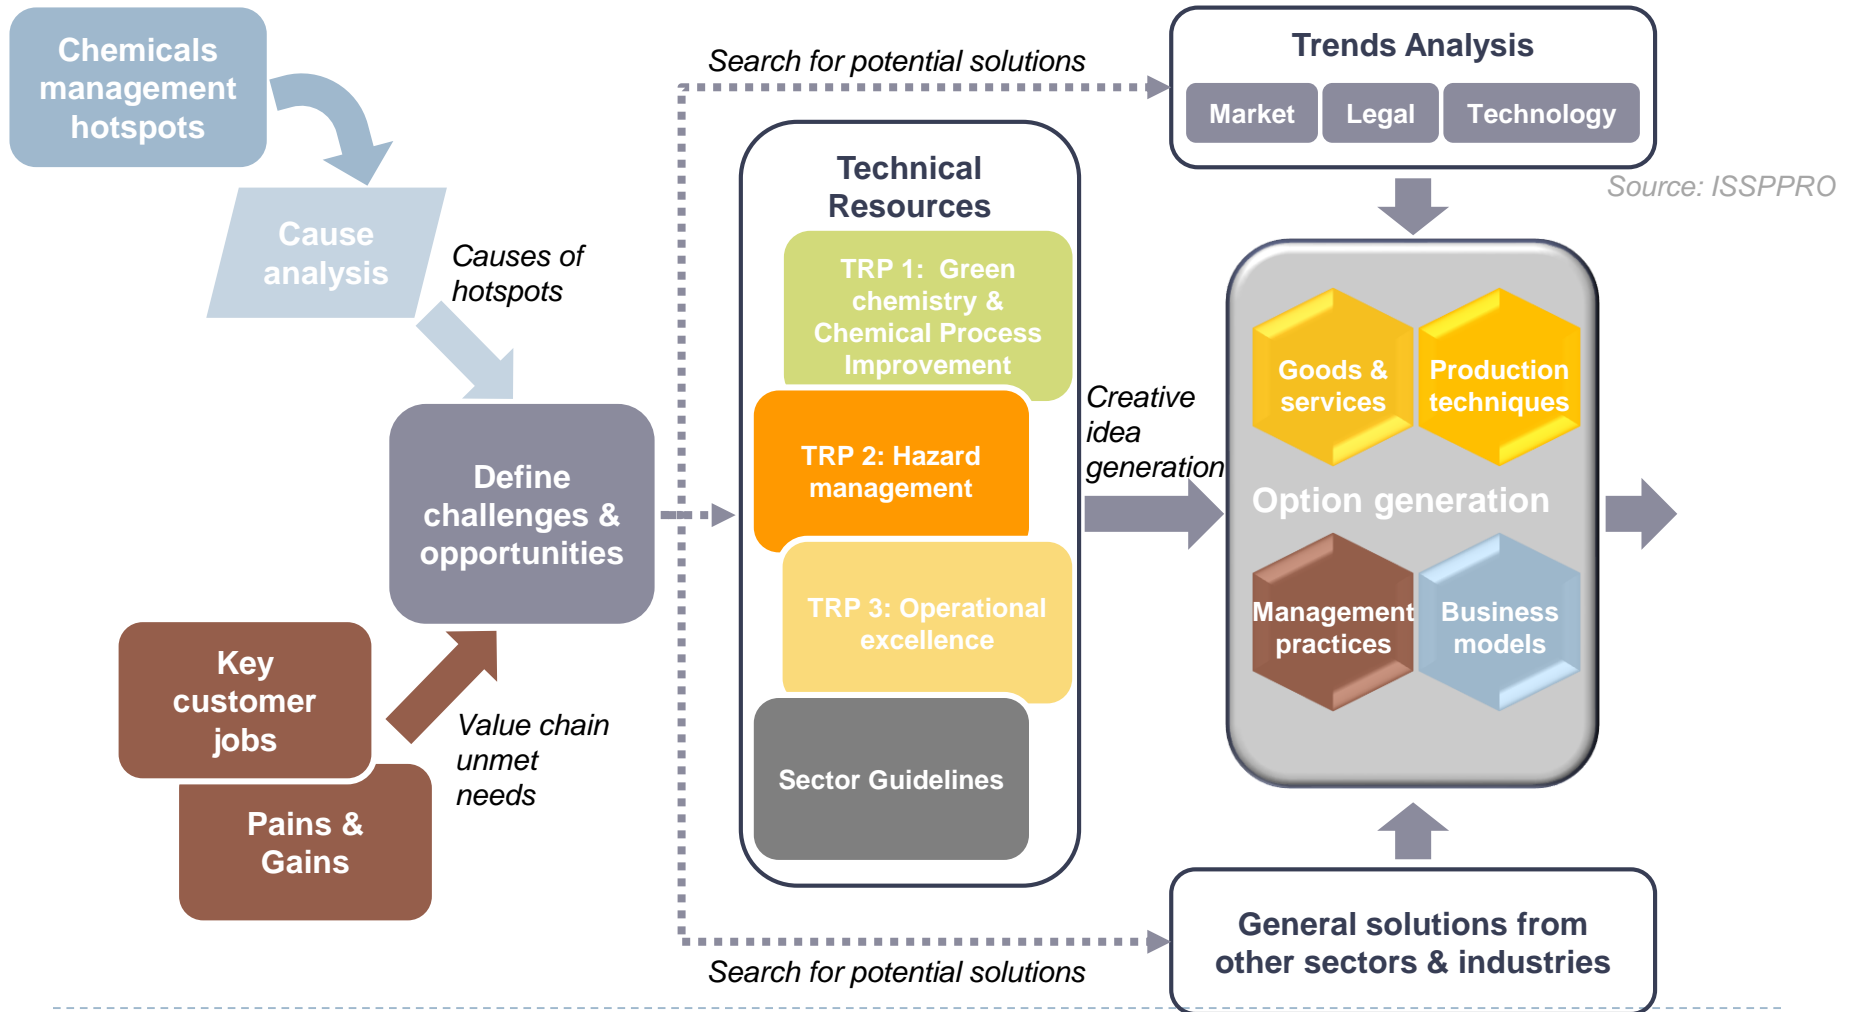 Chemicals
management
hotspots
Cause
analysis
Causes of
hotspots
Define
challenges &
opportunities
Key
customer
jobs
Pains &
Gains
Value chain
unmet
needs
Search for potential solutions
Technical
Resources
TRP 1:  Green
chemistry &
Chemical Process
Improvement
TRP 2: Hazard
management
TRP 3: Operational
excellence
Sector Guidelines
Search for potential solutions
Creative
idea
generation
Trends Analysis
Market Legal Technology
Source: ISSPPRO
Goods &
services
Production
techniques
Option generation
Management
practices
Business
models
General solutions from
other sectors & industries